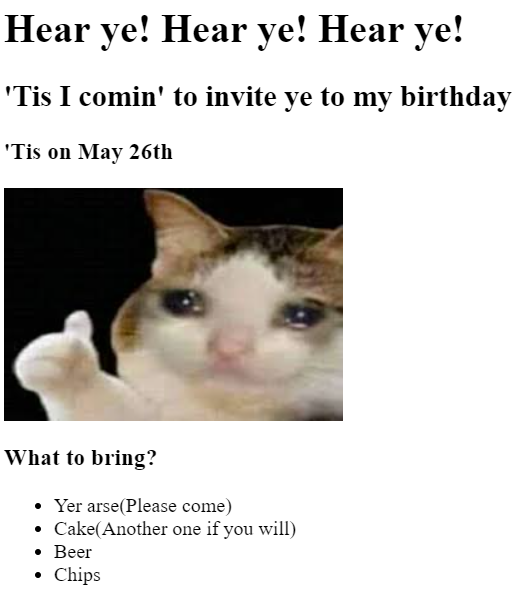 Hear ye! Hear ye! Hear ye!
'Tis I comin' to invite ye to my birthday
'Tis on May 26th
What to bring?
Yer arse(Please come)
Cake(Another one if you will)
Beer
Chips